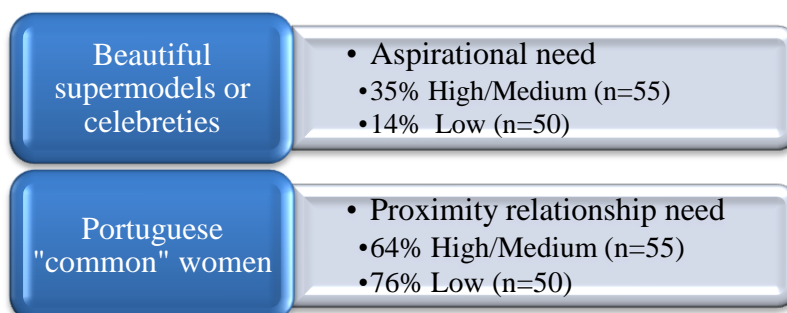 Beautiful
supermodels or
celebreties
• Aspirational need
•35% High/Medium (n=55)
•14% Low (n=50)
Portuguese
"common" women
• Proximity relationship need
•64% High/Medium (n=55)
•76% Low (n=50)